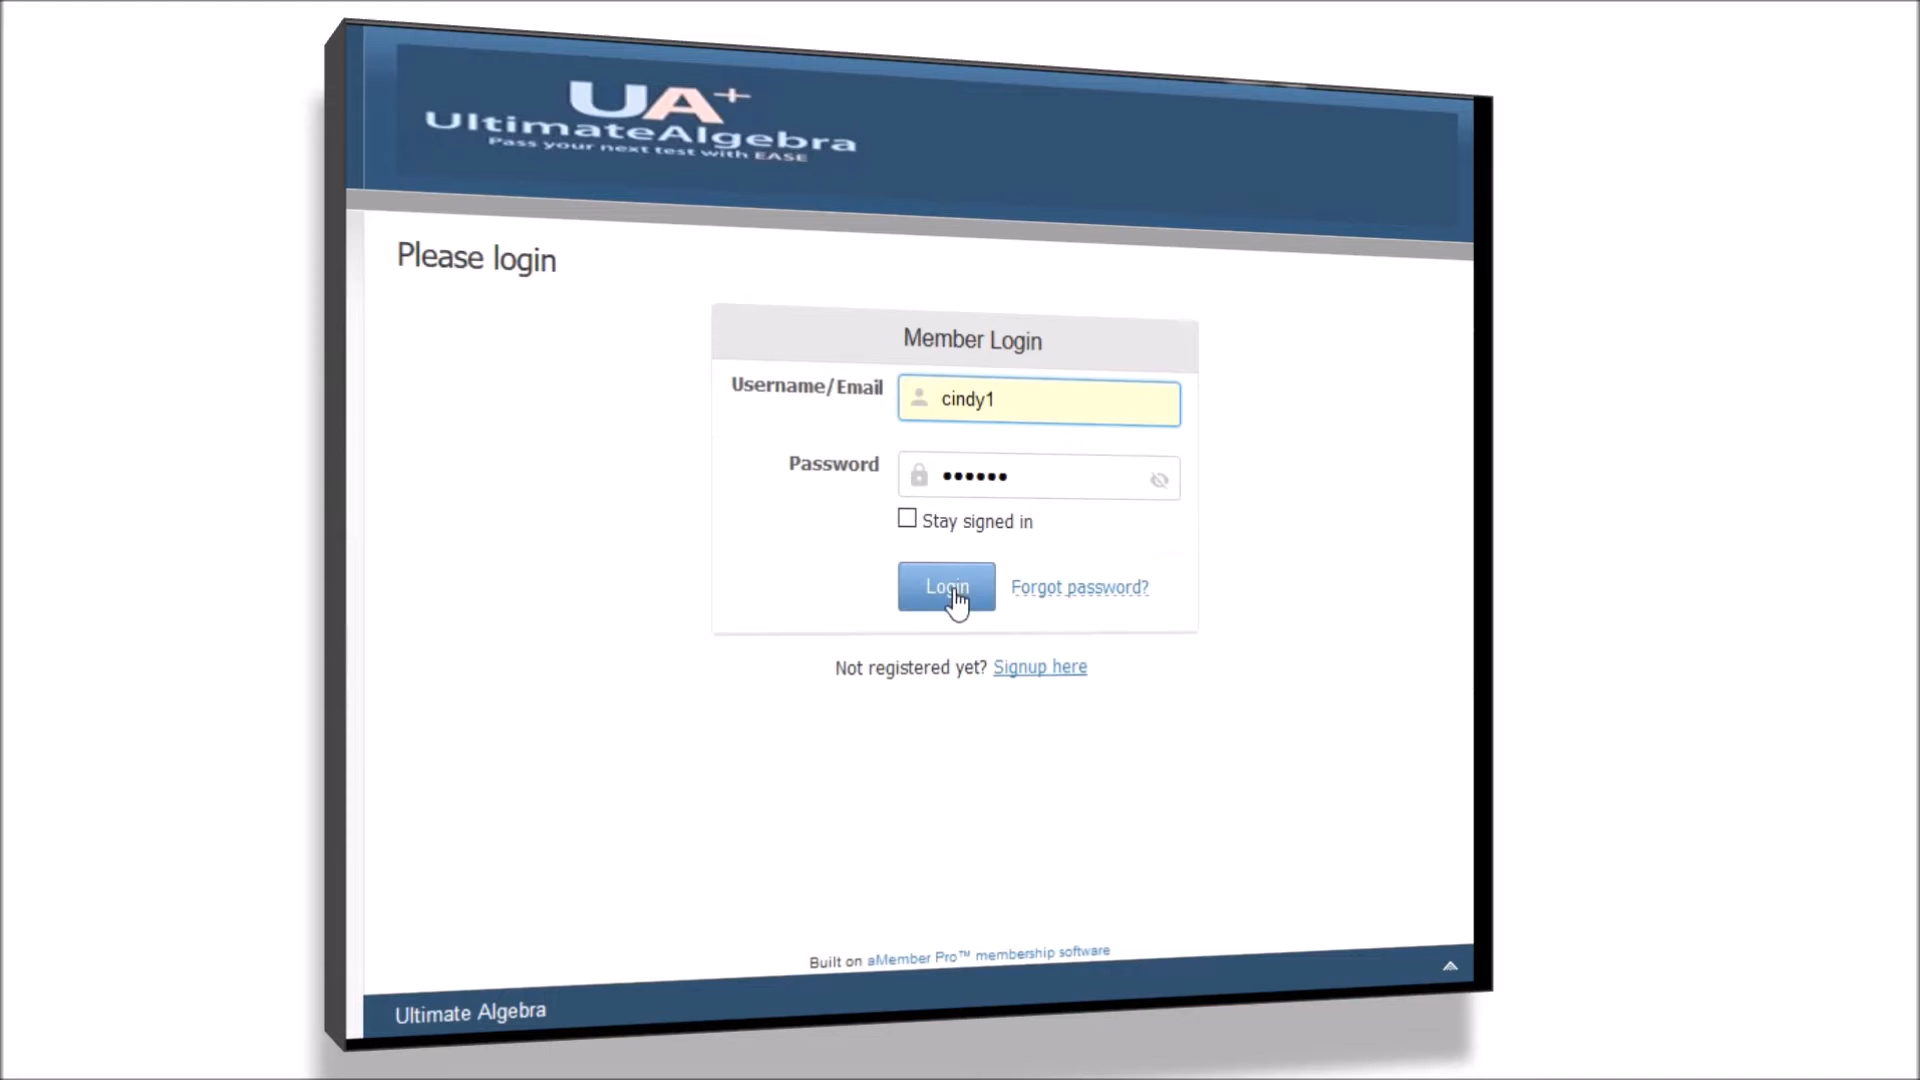 UA+
UltimateAlgebra
Pass your next test with EASE
Please login
Member Login
Username/Email
cindy1
Password
••••••
Stay signed in
Login Forgot password?
Not registered yet? Signup here
Built on aMember Pro™ membership software
Ultimate Algebra